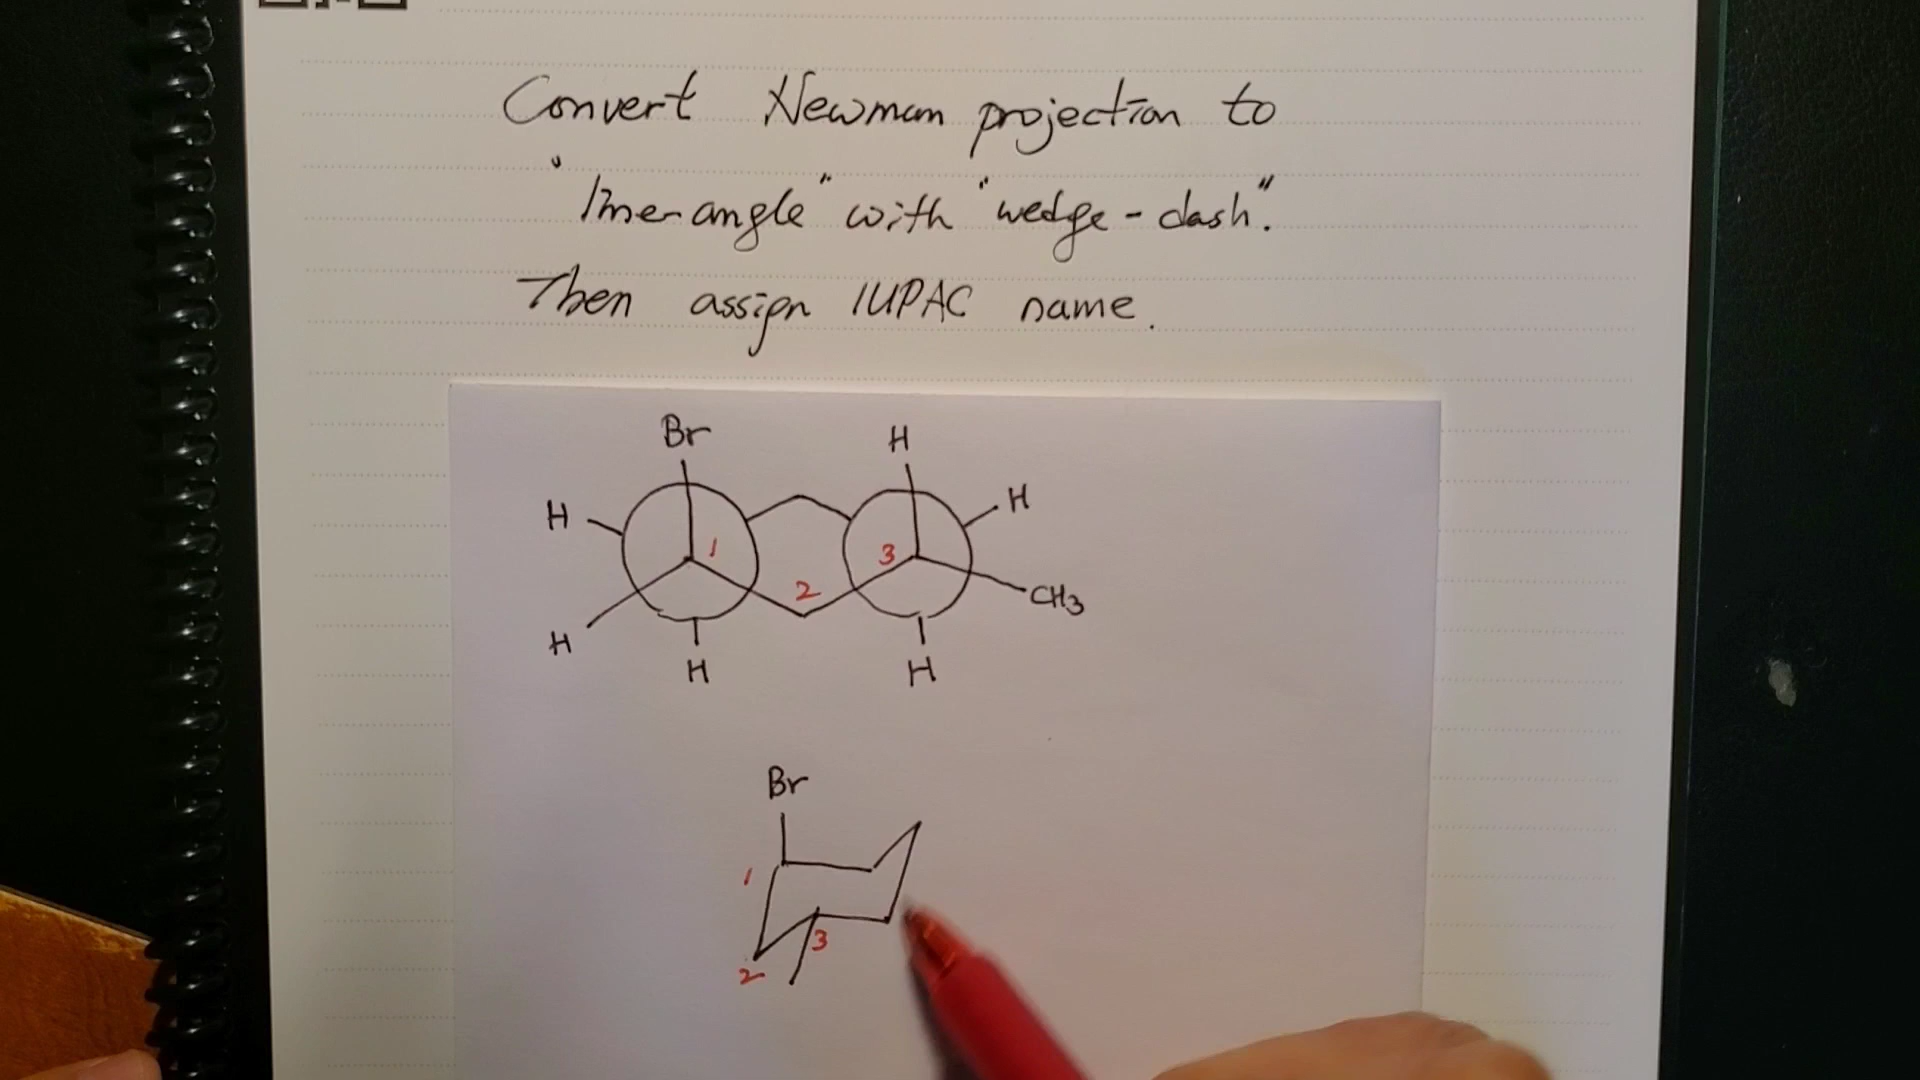 Convert Newman projection to
"line-angle" with "wedge-dash".
Then assign IUPAC name.
Br H
H H
1 3
2
CH3
H
H H
Br
1
3
2